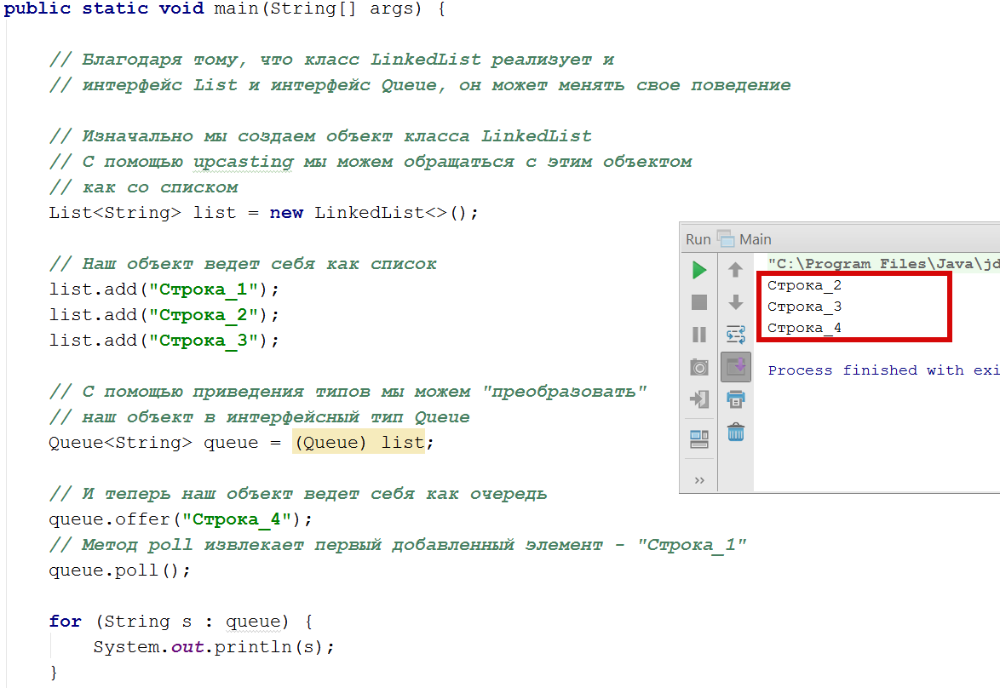 public static void main(String[] args) {
// Благодаря тому, что класс LinkedList реализует и
// интерфейс List и интерфейс Queue, он может менять свое поведение
// Изначально мы создаем объект класса LinkedList
// С помощью upcasting мы можем обращаться с этим объектом
// как со списком
List<String> list = new LinkedList<>();
// Наш объект ведет себя как список
list.add("Строка_1");
list.add("Строка_2");
list.add("Строка_3");
// С помощью приведения типов мы можем "преобразовать"
// наш объект в интерфейсный тип Queue
Queue<String> queue = (Queue) list;
// И теперь наш объект ведет себя как очередь
queue.offer("Строка_4");
// Метод poll извлекает первый добавленный элемент - "Строка_1"
queue.poll();
for (String s : queue) {
System.out.println(s);
}
Run Main
"C:\Program Files\Java\jd
Строка_2
Строка_3
Строка_4
Process finished with exi